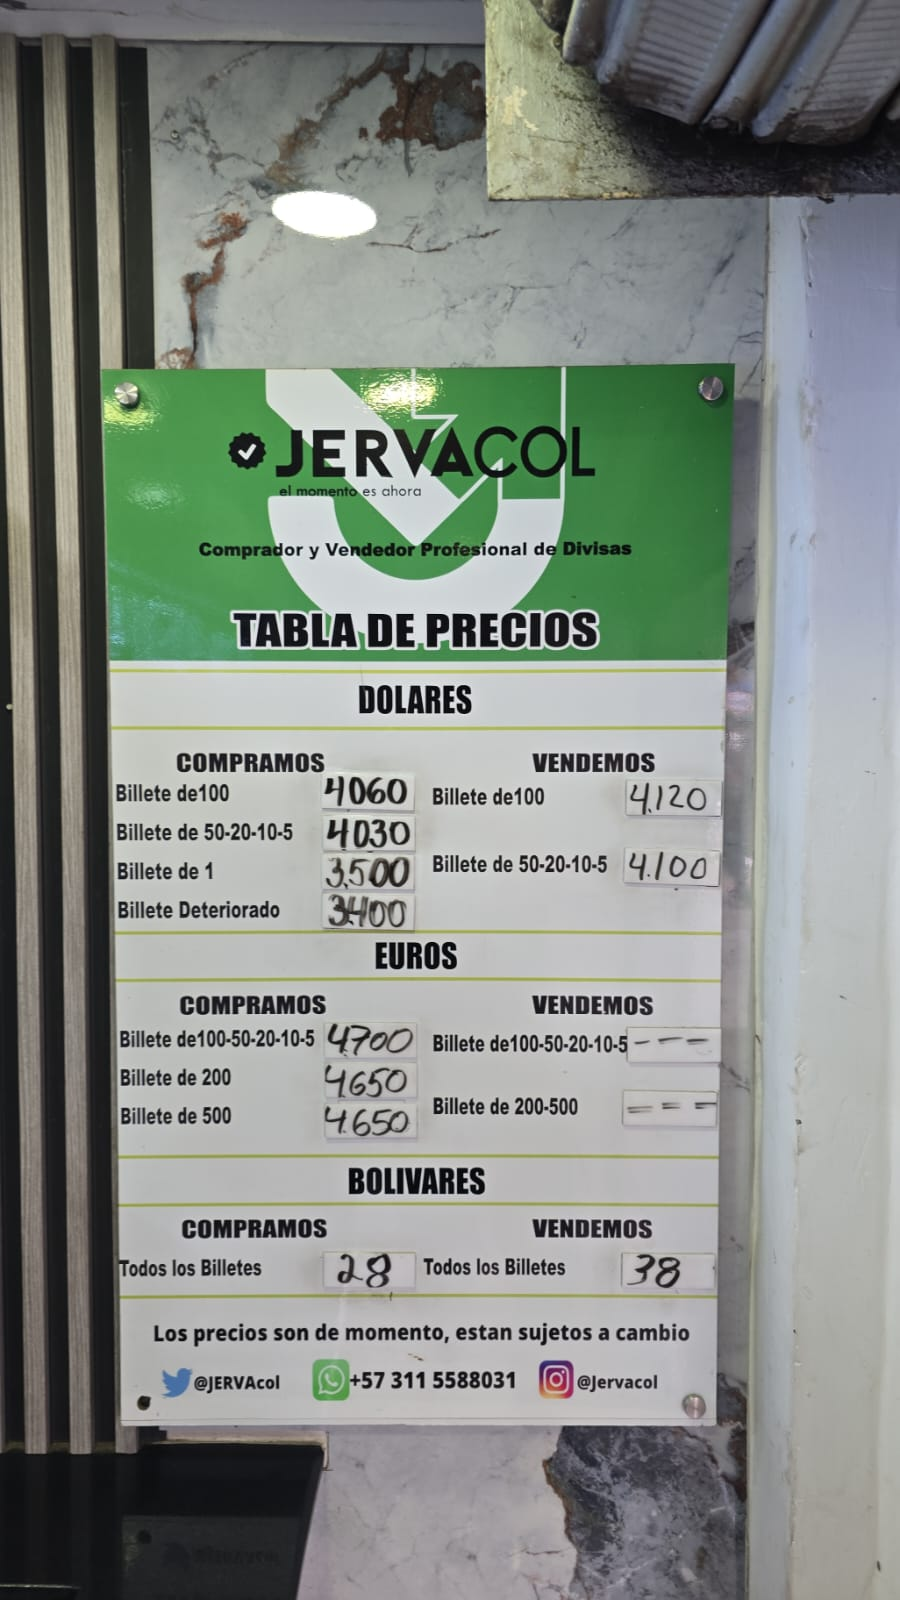 JERVACOL
el momento es ahora
Comprador y Vendedor Profesional de Divisas
TABLA DE PRECIOS
DOLARES
COMPRAMOS VENDEMOS
Billete de100 4060 Billete de100 4.120
Billete de 50-20-10-5 4030
Billete de 50-20-10-5 4.100
Billete de 1 3,500
Billete Deteriorado 3400
EUROS
COMPRAMOS VENDEMOS
Billete de100-50-20-10-5 4700 Billete de100-50-20-10-5 - - -
Billete de 200 4650
Billete de 200-500 = = =
Billete de 500 4.650
BOLIVARES
COMPRAMOS VENDEMOS
Todos los Billetes 28 Todos los Billetes 38
Los precios son de momento, estan sujetos a cambio
@JERVAcol +57 311 5588031 @Jervacol